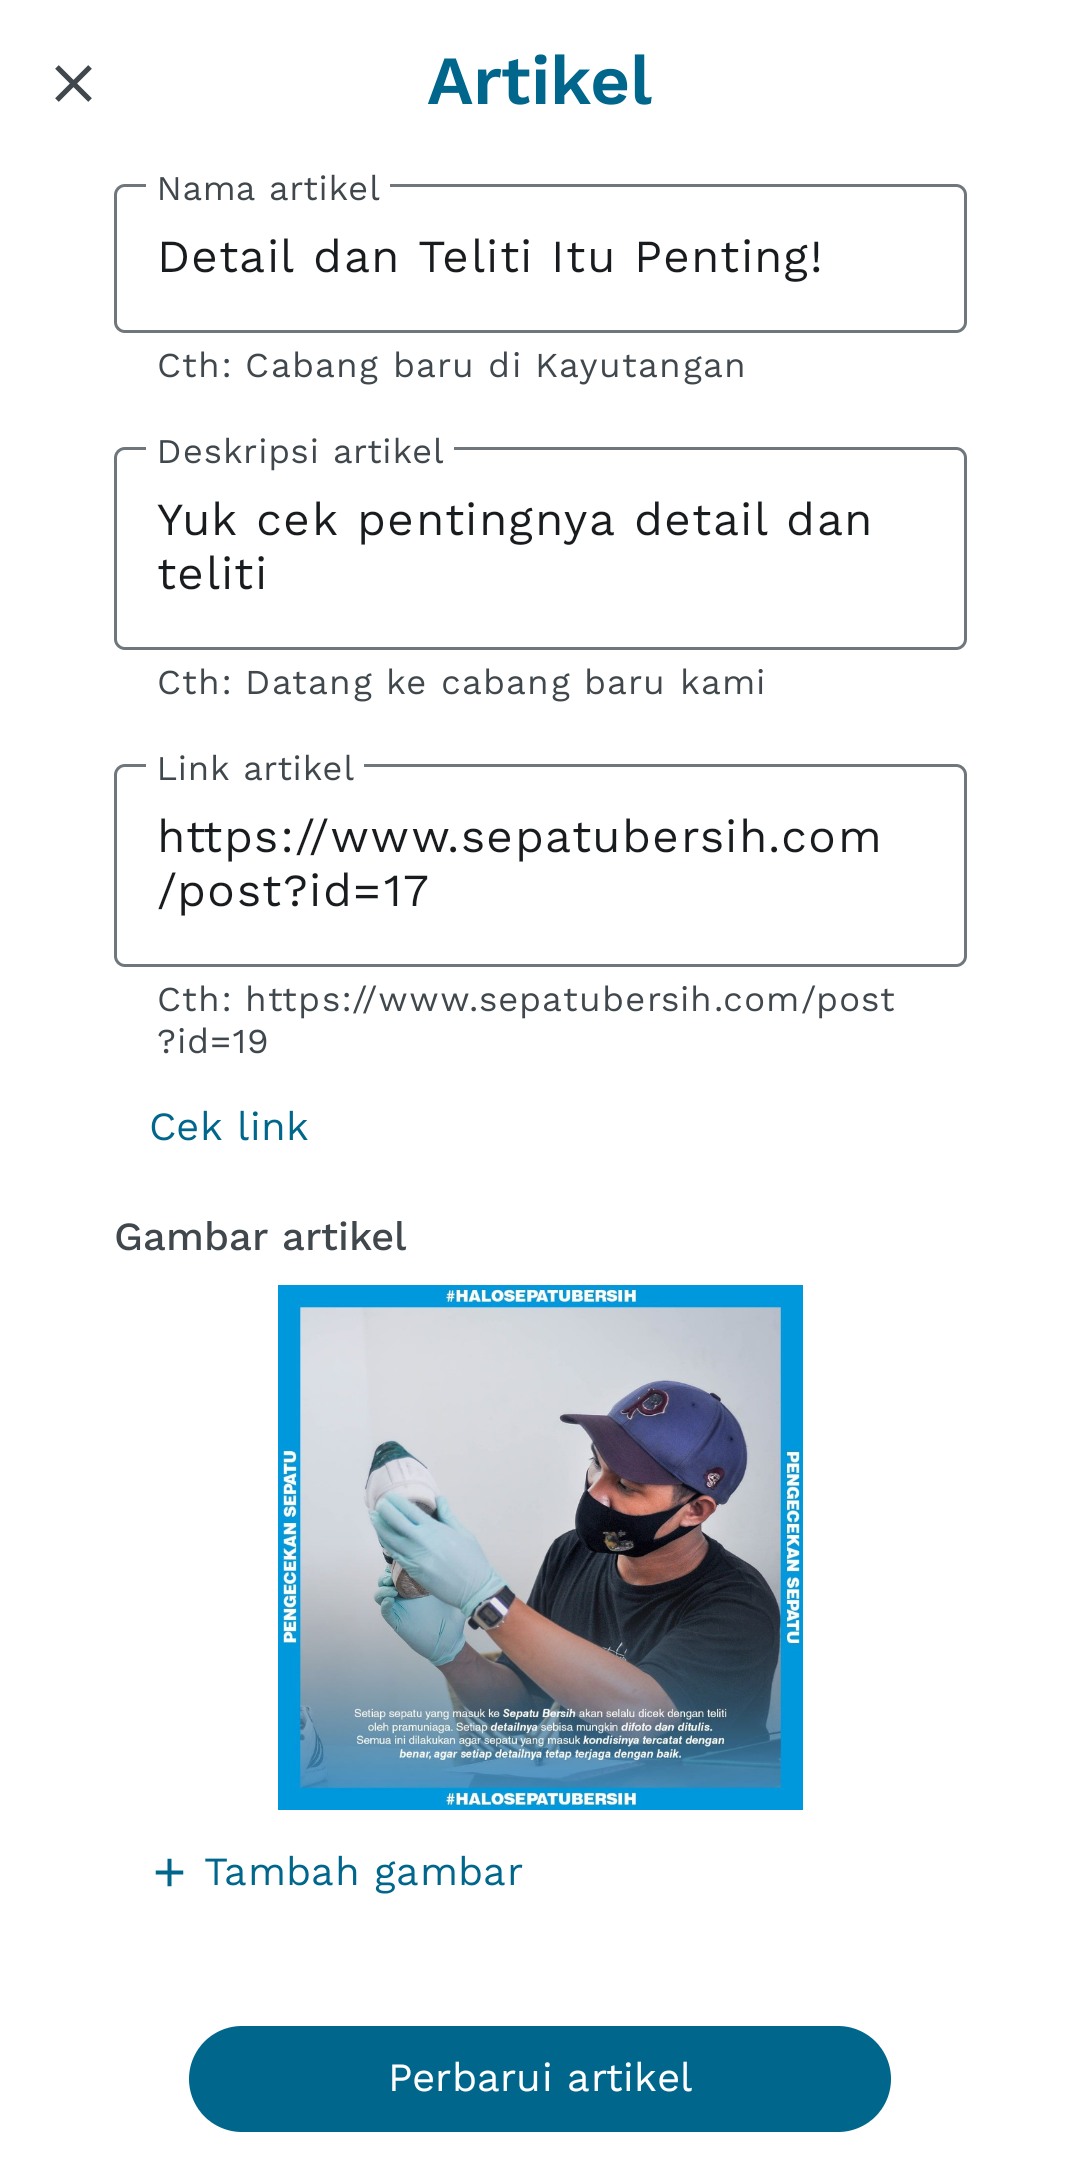 Artikel
Nama artikel
Detail dan Teliti Itu Penting!
Cth: Cabang baru di Kayutangan
Deskripsi artikel
Yuk cek pentingnya detail dan
teliti
Cth: Datang ke cabang baru kami
Link artikel
https://www.sepatubersih.com
/post?id=17
Cth: https://www.sepatubersih.com/post
?id=19
Cek link
Gambar artikel
#HALOSEPATUBERSIH
PENGECEKAN SEPATU
PENGECEKAN SEPATU
Setiap sepatu yang masuk ke Sepatu Bersih akan selalu dicek dengan teliti
oleh pramuniaga. Setiap detailnya sebisa mungkin difoto dan ditulis.
Semua ini dilakukan agar sepatu yang masuk kondisinya tercatat dengan
benar, agar setiap detailnya tetap terjaga dengan baik.
#HALOSEPATUBERSIH
+ Tambah gambar
Perbarui artikel